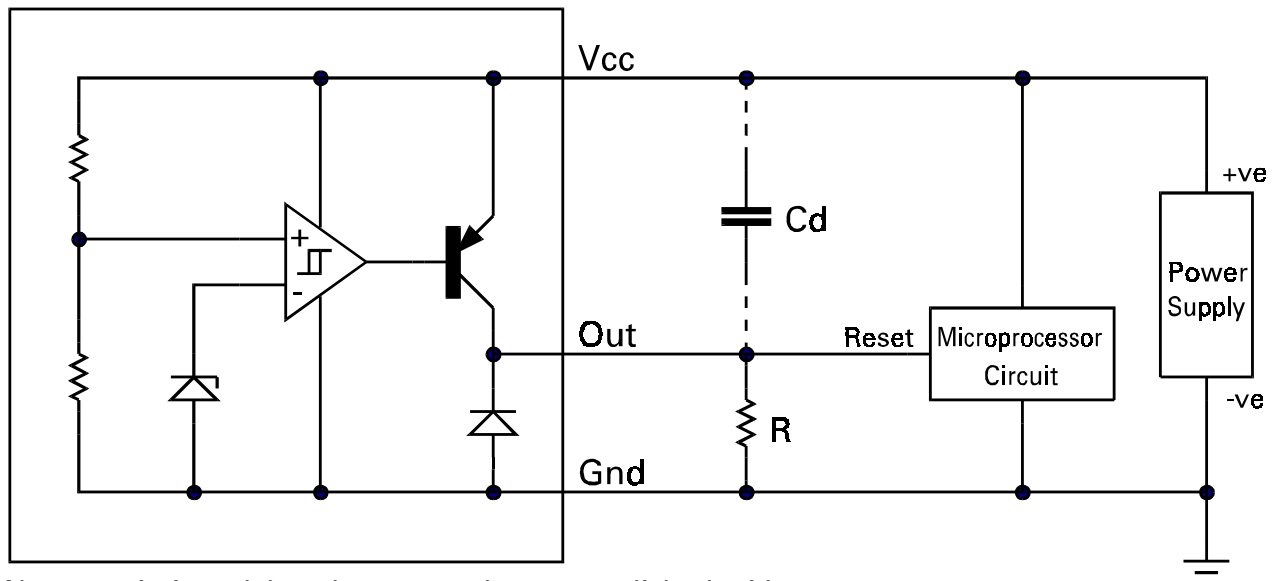 Vcc
+ve
+
-
Cd
Power
Supply
Out
Reset
Microprocessor
Circuit
-ve
R
Gnd